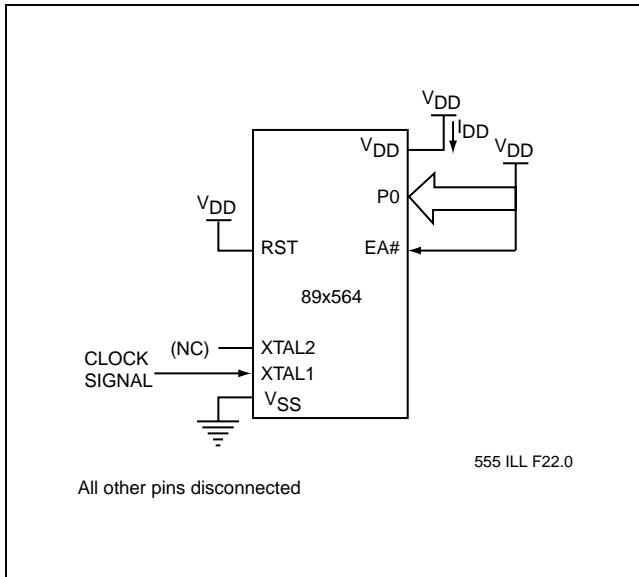 VDD
IDD
VDD
VDD
P0
VDD
RST
EA#
89x564
(NC)
XTAL2
CLOCK
SIGNAL
XTAL1
VSS
555 ILL F22.0
All other pins disconnected